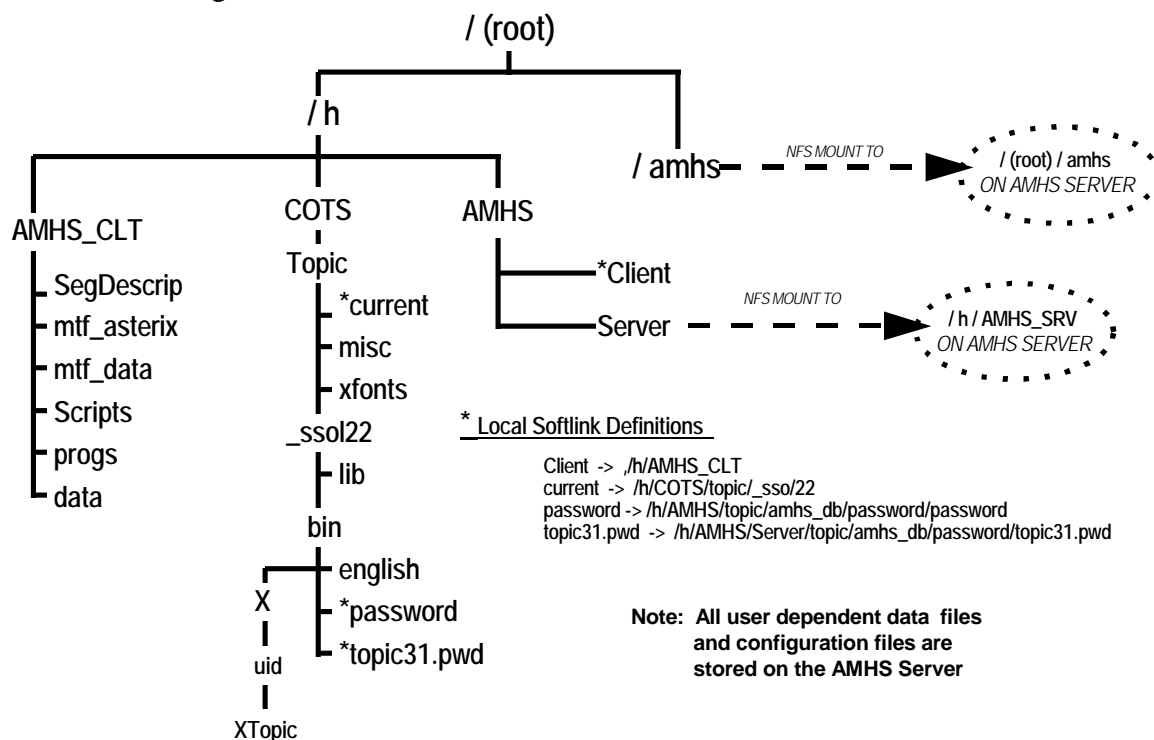 / (root)
/ h
/ amhs
NFS MOUNT TO
/ (root) / amhs
ON AMHS SERVER
AMHS_CLT
COTS
AMHS
SegDescrip
mtf_asterix
mtf_data
Scripts
progs
data
Topic
*current
misc
xfonts
_ssol22
lib
bin
english
*password
*topic31.pwd
X
uid
XTopic
*Client
Server
NFS MOUNT TO
/ h / AMHS_SRV
ON AMHS SERVER
* Local Softlink Definitions
Client -> ,/h/AMHS_CLT
current -> /h/COTS/topic/_sso/22
password -> /h/AMHS/topic/amhs_db/password/password
topic31.pwd -> /h/AMHS/Server/topic/amhs_db/password/topic31.pwd
Note: All user dependent data files
and configuration files are
stored on the AMHS Server